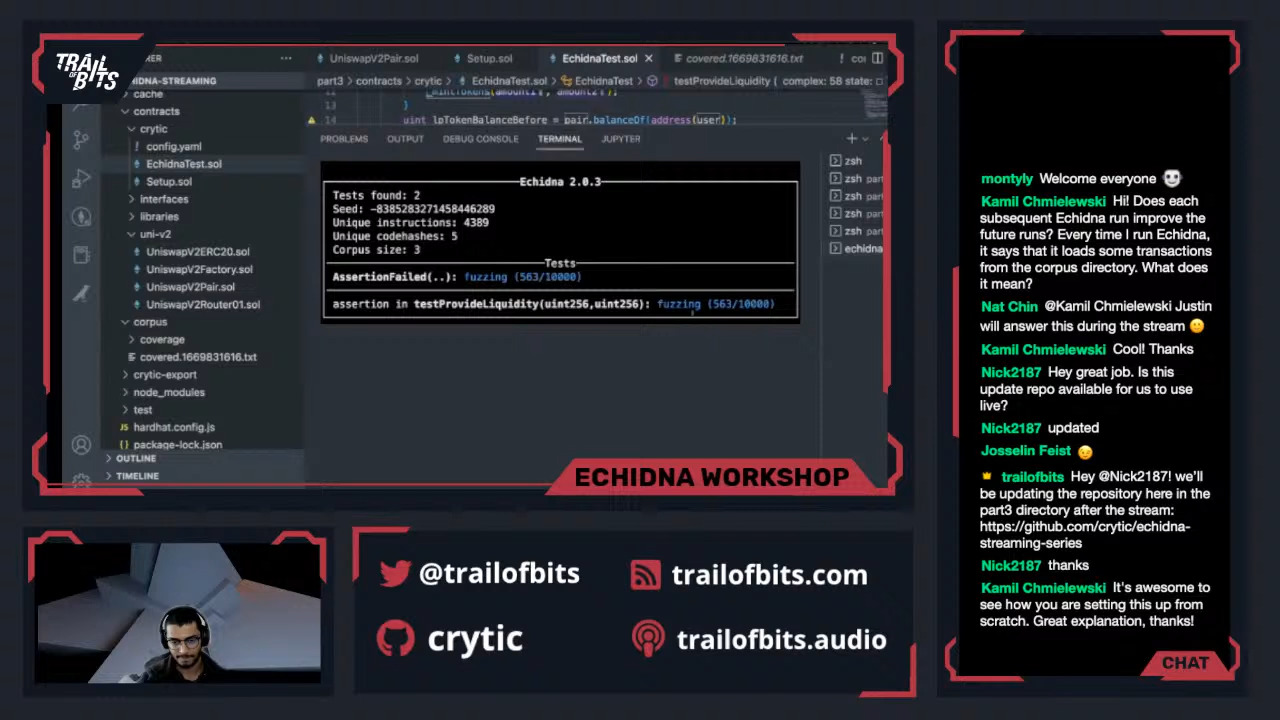 TRAIL
OF
BITS
UniswapV2Pair.sol
Setup.sol
EchidnaTest.sol
covered.1669831616.txt
ECHIDNA-STREAMING
part3 > contracts > crytic > EchidnaTest.sol > EchidnaTest > testProvideLiquidity ( complex: 58 state:
cache
contracts
crytic
config.yaml
EchidnaTest.sol
Setup.sol
interfaces
libraries
uni-v2
UniswapV2ERC20.sol
UniswapV2Factory.sol
UniswapV2Pair.sol
UniswapV2Router01.sol
corpus
coverage
covered.1669831616.txt
crytic-export
node_modules
test
hardhat.config.js
package-lock.json
OUTLINE
TIMELINE
13 }
14 uint lpTokenBalanceBefore = pair.balanceOf(address(user));
PROBLEMS OUTPUT DEBUG CONSOLE TERMINAL JUPYTER
Echidna 2.0.3
Tests found: 2
Seed: -8385283271458446289
Unique instructions: 4389
Unique codehashes: 5
Corpus size: 3
Tests
AssertionFailed(..): fuzzing (563/10000)
assertion in testProvideLiquidity(uint256,uint256): fuzzing (563/10000)
zsh
zsh par
zsh par
zsh par
zsh par
echidna
ECHIDNA WORKSHOP
@trailofbits
trailofbits.com
crytic
trailofbits.audio
montyly Welcome everyone
Kamil Chmielewski Hi! Does each
subsequent Echidna run improve the
future runs? Every time I run Echidna,
it says that it loads some transactions
from the corpus directory. What does
it mean?
Nat Chin @Kamil Chmielewski Justin
will answer this during the stream
Kamil Chmielewski Cool! Thanks
Nick2187 Hey great job. Is this
update repo available for us to use
live?
Nick2187 updated
Josselin Feist
trailofbits Hey @Nick2187! we'll
be updating the repository here in the
part3 directory after the stream:
https://github.com/crytic/echidna-
streaming-series
Nick2187 thanks
Kamil Chmielewski It's awesome to
see how you are setting this up from
scratch. Great explanation, thanks!
CHAT